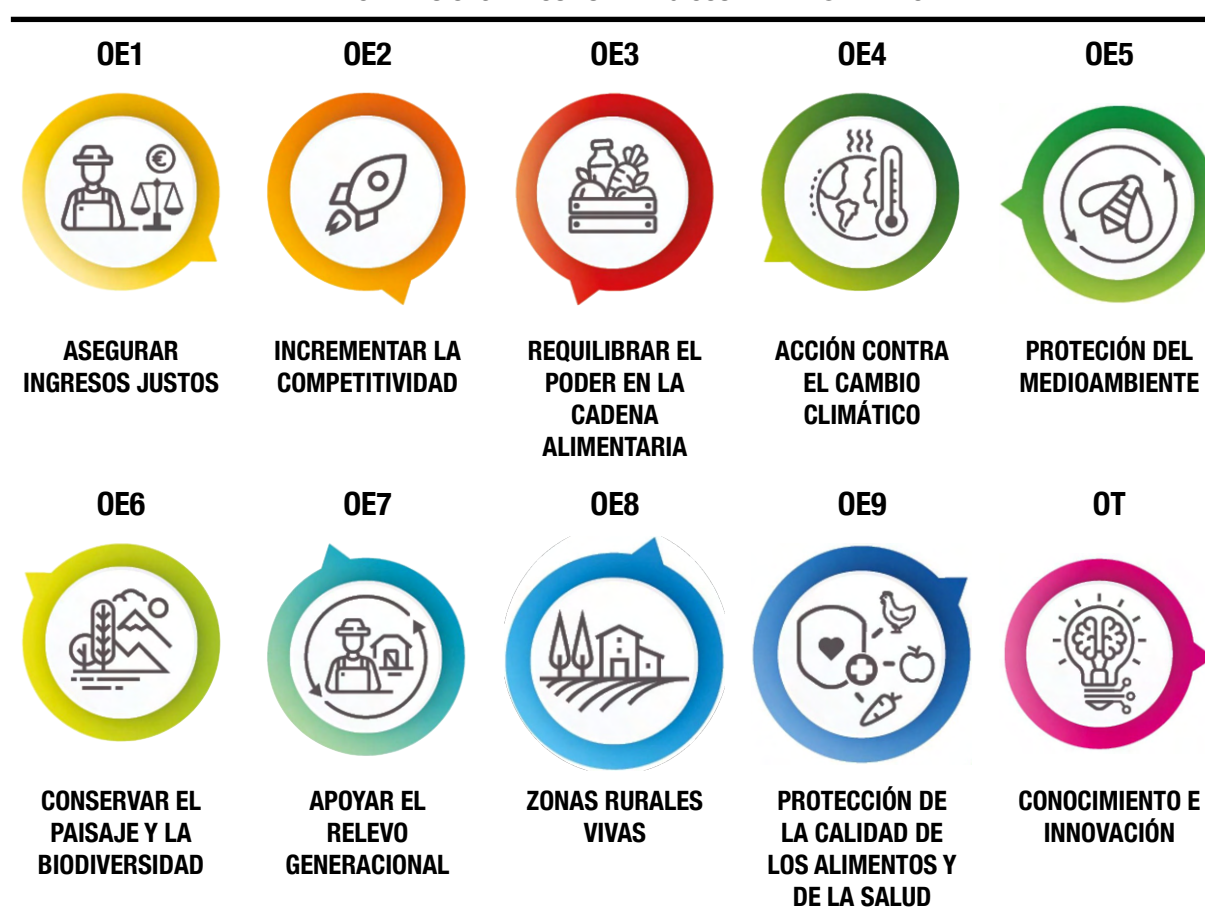 OE1
OE2
OE3
OE4
OE5
€
ASEGURAR
INGRESOS JUSTOS
INCREMENTAR LA
COMPETITIVIDAD
REQUILIBRAR EL
PODER EN LA
CADENA
ALIMENTARIA
ACCIÓN CONTRA
EL CAMBIO
CLIMÁTICO
PROTECIÓN DEL
MEDIOAMBIENTE
OE6
OE7
OE8
OE9
OT
CONSERVAR EL
PAISAJE Y LA
BIODIVERSIDAD
APOYAR EL
RELEVO
GENERACIONAL
ZONAS RURALES
VIVAS
PROTECCIÓN DE
LA CALIDAD DE
LOS ALIMENTOS Y
DE LA SALUD
CONOCIMIENTO E
INNOVACIÓN